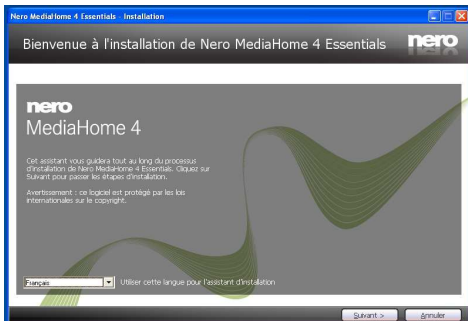 Nero MediaHome 4 Essentials - Installation
Bienvenue à l'installation de Nero MediaHome 4 Essentials
nero
nero
MediaHome 4
Cet assistant vous guidera tout au long du processus
d'installation de Nero MediaHome 4 Essentials. Cliquez sur
Suivant pour passer les étapes d'installation.
Avertissement : ce logiciel est protégé par les lois
internationales sur le copyright.
Français
Utiliser cette langue pour l'assistant d'installation
Suivant >
Annuler